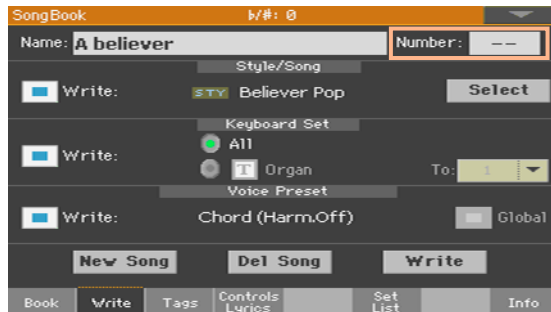 SongBook ♭/#: 0
Name: A believer Number: --
Style/Song
Write: STY Believer Pop Select
Keyboard Set
All
Write:
T Organ To: 1
Voice Preset
Write: Chord (Harm.Off) Global
New Song Del Song Write
Book Write Tags Controls Lyrics Set List Info